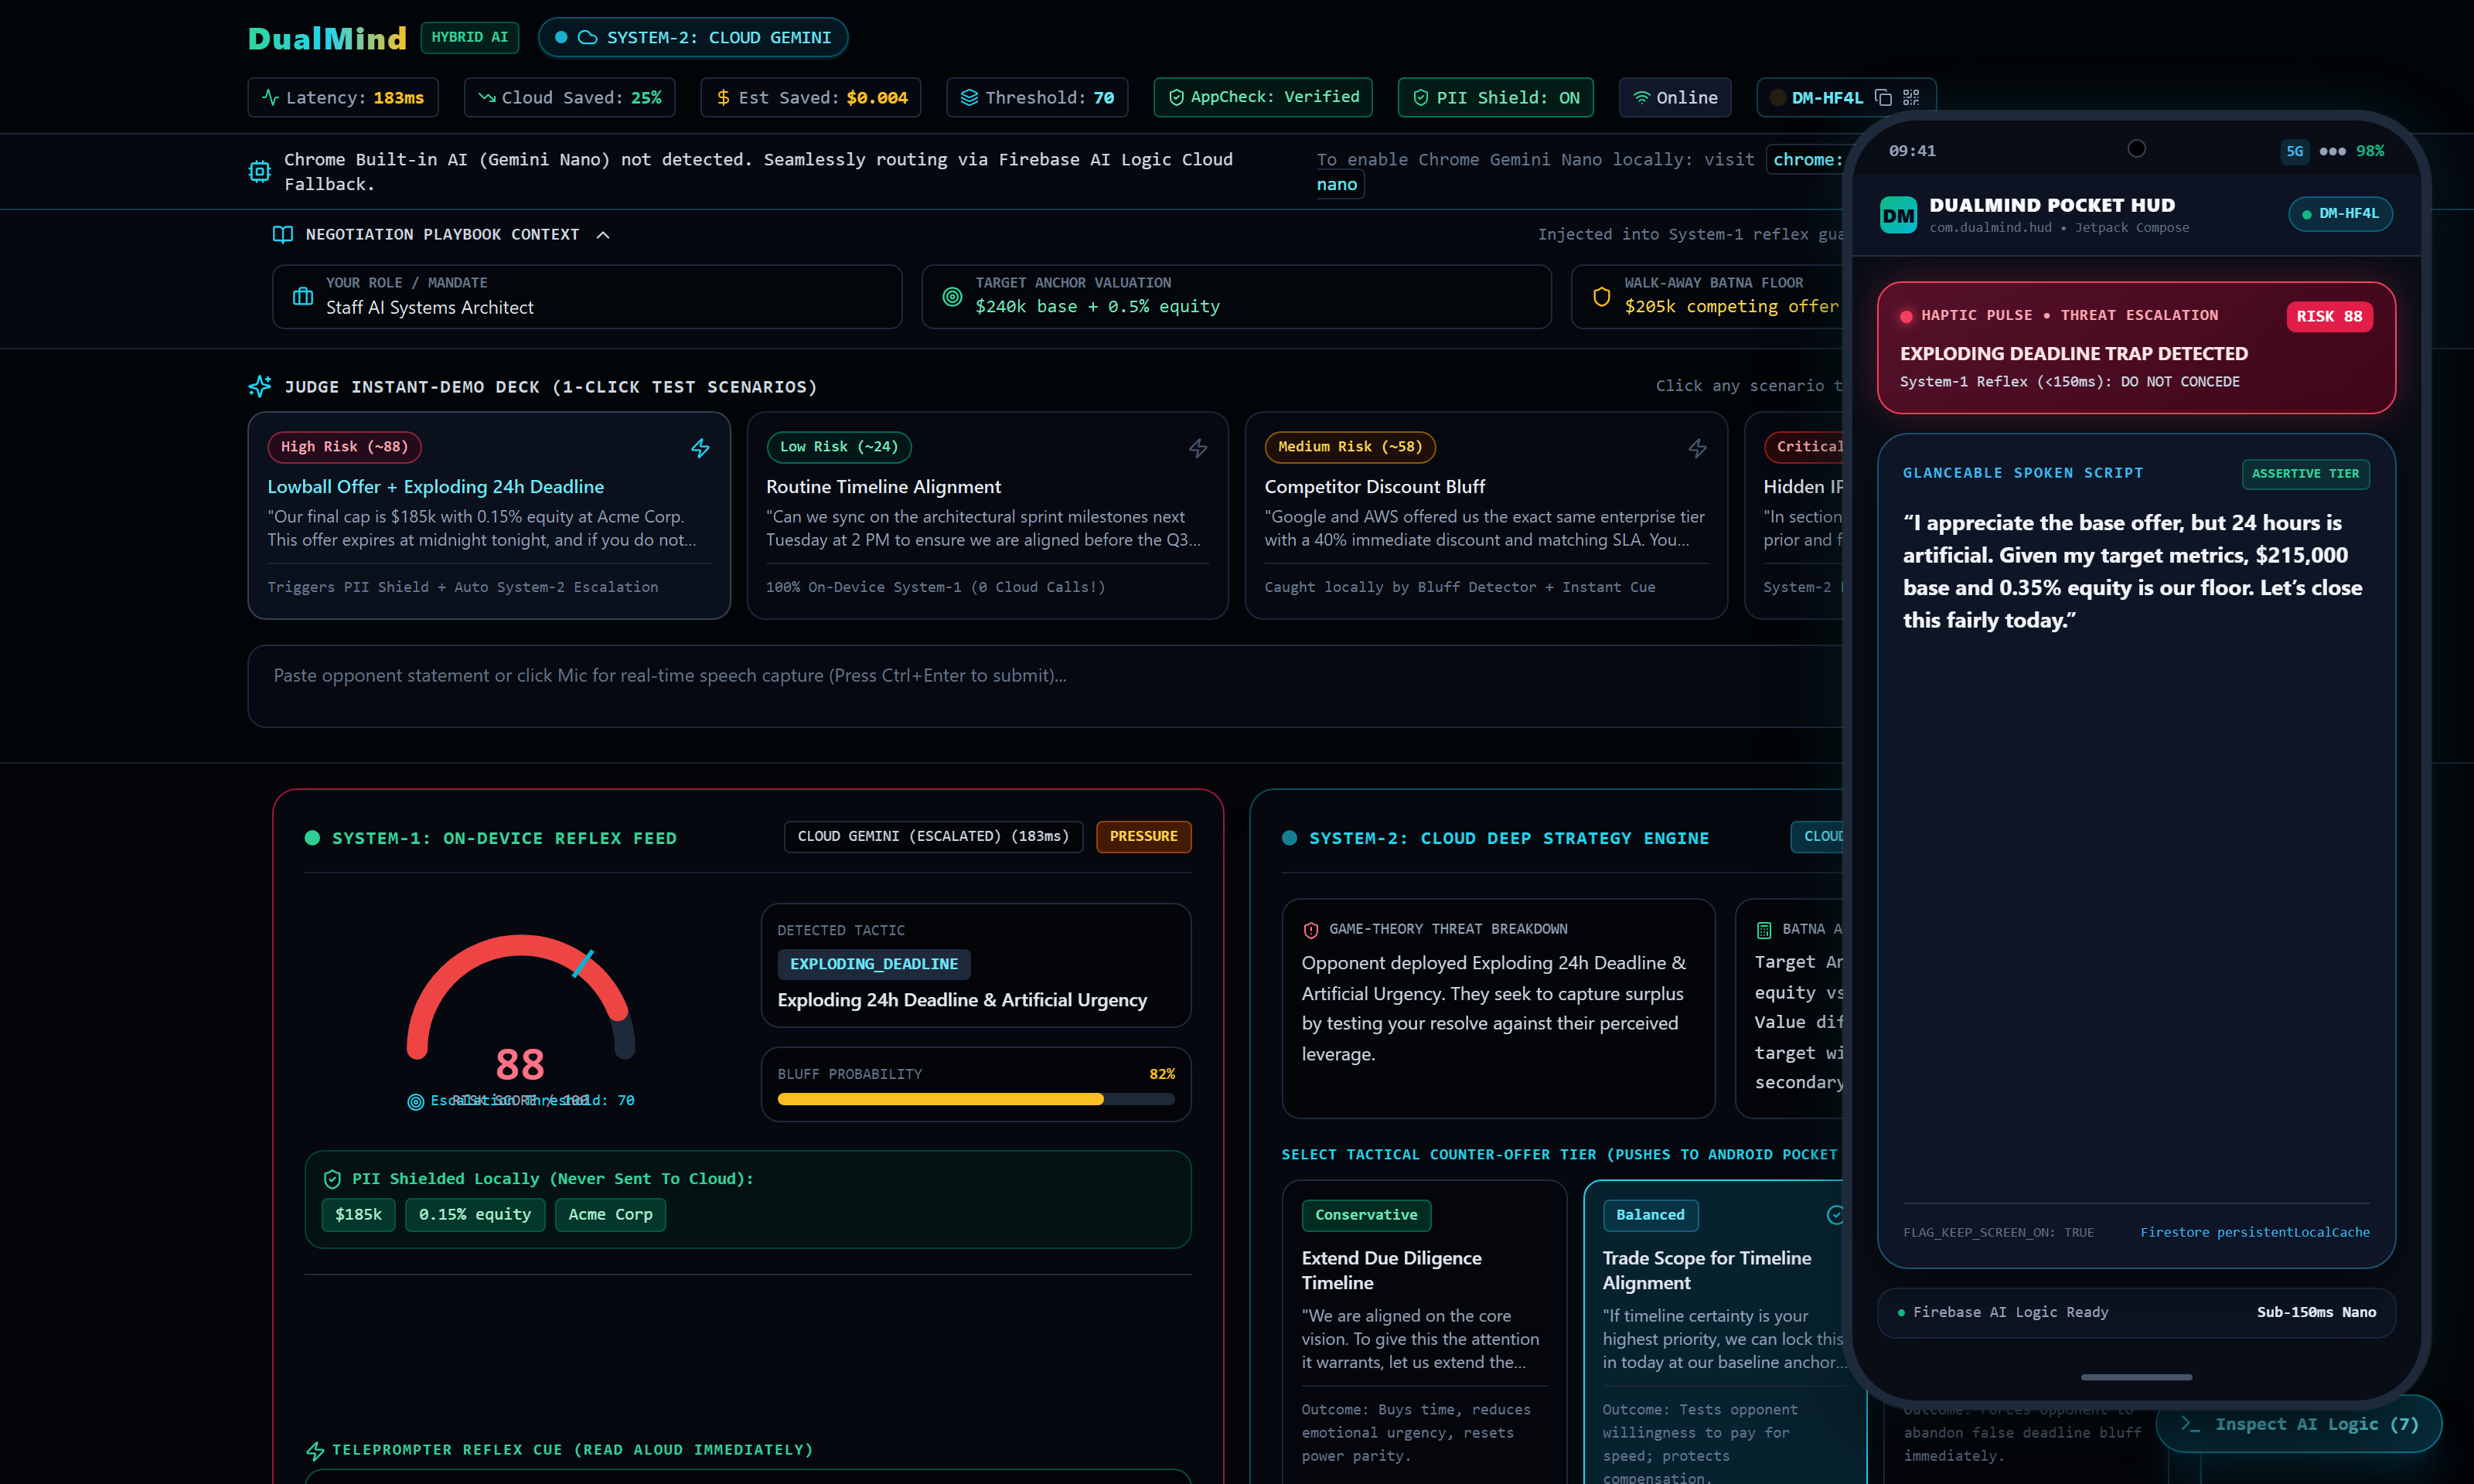 DualMind
HYBRID AI
SYSTEM-2: CLOUD GEMINI
Latency: 183ms
Cloud Saved: 25%
Est Saved: $0.004
Threshold: 70
AppCheck: Verified
PII Shield: ON
Online
DM-HF4L
Chrome Built-in AI (Gemini Nano) not detected. Seamlessly routing via Firebase AI Logic Cloud
Fallback.
To enable Chrome Gemini Nano locally: visit chrome:
nano
NEGOTIATION PLAYBOOK CONTEXT
Injected into System-1 reflex
YOUR ROLE / MANDATE
Staff AI Systems Architect
TARGET ANCHOR VALUATION
$240k base + 0.5% equity
WALK-AWAY BATNA FLOOR
$205k competing offer
JUDGE INSTANT-DEMO DECK (1-CLICK TEST SCENARIOS)
Click any scenario
High Risk (~88)
Lowball Offer + Exploding 24h Deadline
"Our final cap is $185k with 0.15% equity at Acme Corp.
This offer expires at midnight tonight, and if you do not...
Triggers PII Shield + Auto System-2 Escalation
Low Risk (~24)
Routine Timeline Alignment
"Can we sync on the architectural sprint milestones next
Tuesday at 2 PM to ensure we are aligned before the Q3...
100% On-Device System-1 (0 Cloud Calls!)
Medium Risk (~58)
Competitor Discount Bluff
"Google and AWS offered us the exact same enterprise tier
with a 40% immediate discount and matching SLA. You...
Caught locally by Bluff Detector + Instant Cue
Critical
Hidden IP
"In section
prior and f
System-2
Paste opponent statement or click Mic for real-time speech capture (Press Ctrl+Enter to submit)...
SYSTEM-1: ON-DEVICE REFLEX FEED
CLOUD GEMINI (ESCALATED) (183ms)
PRESSURE
88
RISK SCORE / 100
Escalation Threshold: 70
DETECTED TACTIC
EXPLODING_DEADLINE
Exploding 24h Deadline & Artificial Urgency
BLUFF PROBABILITY
82%
PII Shielded Locally (Never Sent To Cloud):
$185k
0.15% equity
Acme Corp
TELEPROMPTER REFLEX CUE (READ ALOUD IMMEDIATELY)
SYSTEM-2: CLOUD DEEP STRATEGY ENGINE
CLOUD
GAME-THEORY THREAT BREAKDOWN
Opponent deployed Exploding 24h Deadline &
Artificial Urgency. They seek to capture surplus
by testing your resolve against their perceived
leverage.
BATNA A
Target An
equity vs
Value dif
target wi
secondary
SELECT TACTICAL COUNTER-OFFER TIER (PUSHES TO ANDROID POCKET
Conservative
Extend Due Diligence
Timeline
"We are aligned on the core
vision. To give this the attention
it warrants, let us extend the...
Outcome: Buys time, reduces
emotional urgency, resets
power parity.
Balanced
Trade Scope for Timeline
Alignment
"If timeline certainty is your
highest priority, we can lock this
in today at our baseline anchor...
Outcome: Tests opponent
willingness to pay for
speed; protects
compensation.
Outcome: Forces opponent to
abandon false deadline bluff
immediately.
09:41
5G
98%
DM
DUALMIND POCKET HUD
com.dualmind.hud • Jetpack Compose
DM-HF4L
HAPTIC PULSE • THREAT ESCALATION
RISK 88
EXPLODING DEADLINE TRAP DETECTED
System-1 Reflex (<150ms): DO NOT CONCEDE
GLANCEABLE SPOKEN SCRIPT
ASSERTIVE TIER
“I appreciate the base offer, but 24 hours is
artificial. Given my target metrics, $215,000
base and 0.35% equity is our floor. Let’s close
this fairly today.”
FLAG_KEEP_SCREEN_ON: TRUE
Firestore persistentLocalCache
Firebase AI Logic Ready
Sub-150ms Nano
Inspect AI Logic (7)